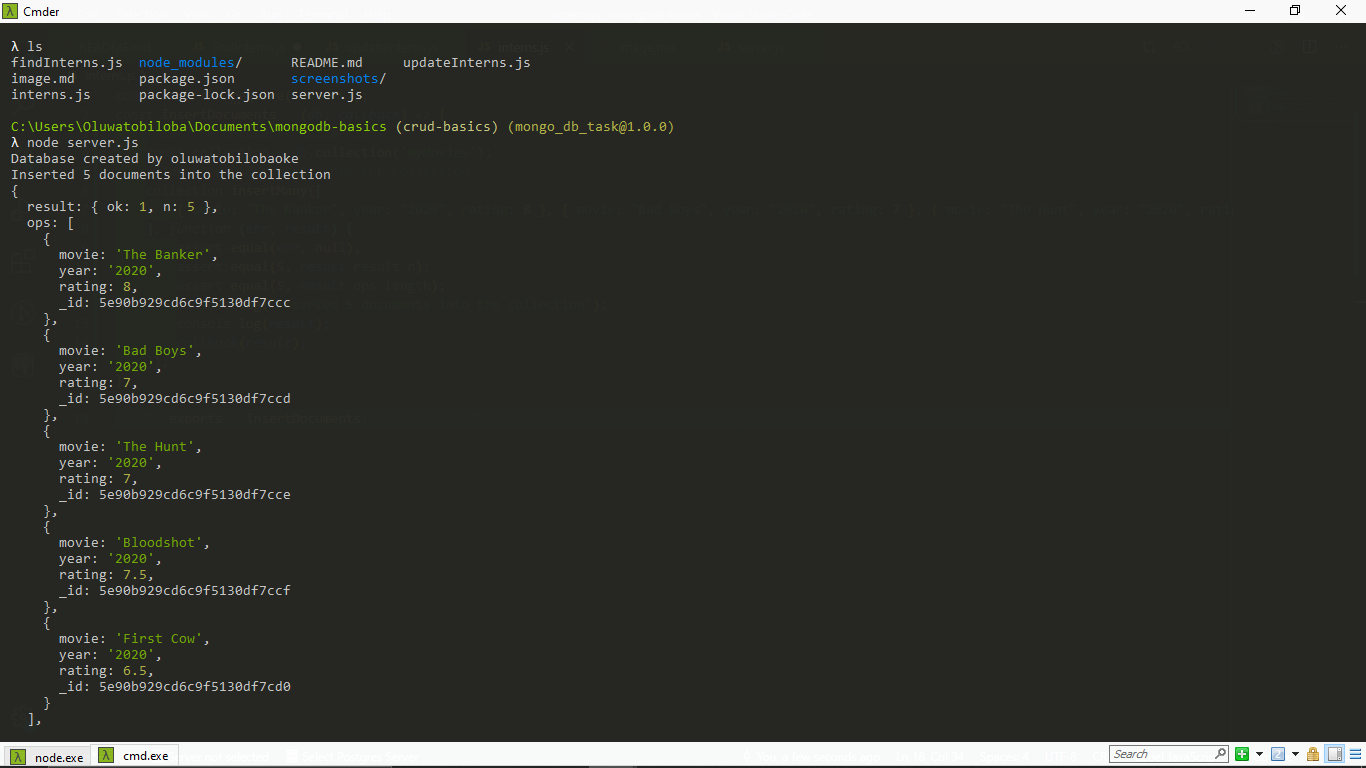 Cmder
λ ls
findInterns.js node_modules/ README.md updateInterns.js
image.md package.json screenshots/
interns.js package-lock.json server.js
C:\Users\Oluwatobiloba\Documents\mongodb-basics (crud-basics) (mongo_db_task@1.0.0)
λ node server.js
Database created by oluwatobilobaoke
Inserted 5 documents into the collection
{
result: { ok: 1, n: 5 },
ops: [
{
movie: 'The Banker',
year: '2020',
rating: 8,
_id: 5e90b929cd6c9f5130df7ccc
},
{
movie: 'Bad Boys',
year: '2020',
rating: 7,
_id: 5e90b929cd6c9f5130df7ccd
},
{
movie: 'The Hunt',
year: '2020',
rating: 7,
_id: 5e90b929cd6c9f5130df7cce
},
{
movie: 'Bloodshot',
year: '2020',
rating: 7.5,
_id: 5e90b929cd6c9f5130df7ccf
},
{
movie: 'First Cow',
year: '2020',
rating: 6.5,
_id: 5e90b929cd6c9f5130df7cd0
}
],
node.exe cmd.exe Search